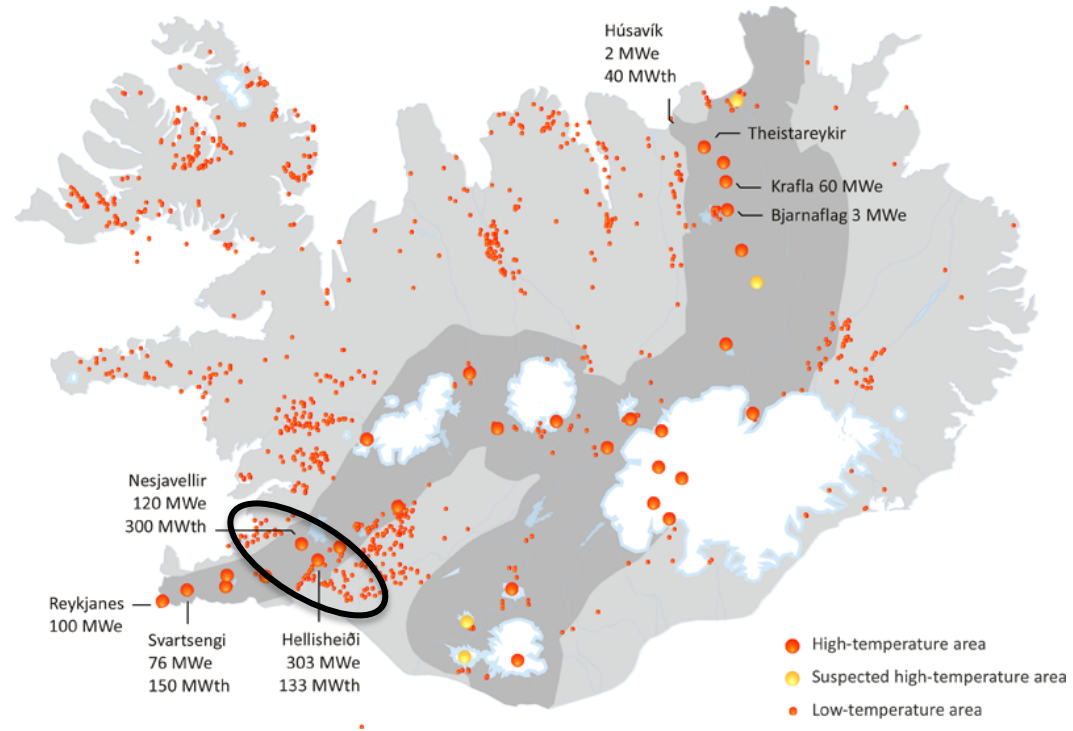 Húsavík
2 MWe
40 MWth
Theistareykir
Krafla 60 MWe
Bjarnaflag 3 MWe
Nesjavellir
120 MWe
300 MWth
Reykjanes
100 MWe
Svartsengi
76 MWe
150 MWth
Hellisheiði
303 MWe
133 MWth
High-temperature area
Suspected high-temperature area
Low-temperature area